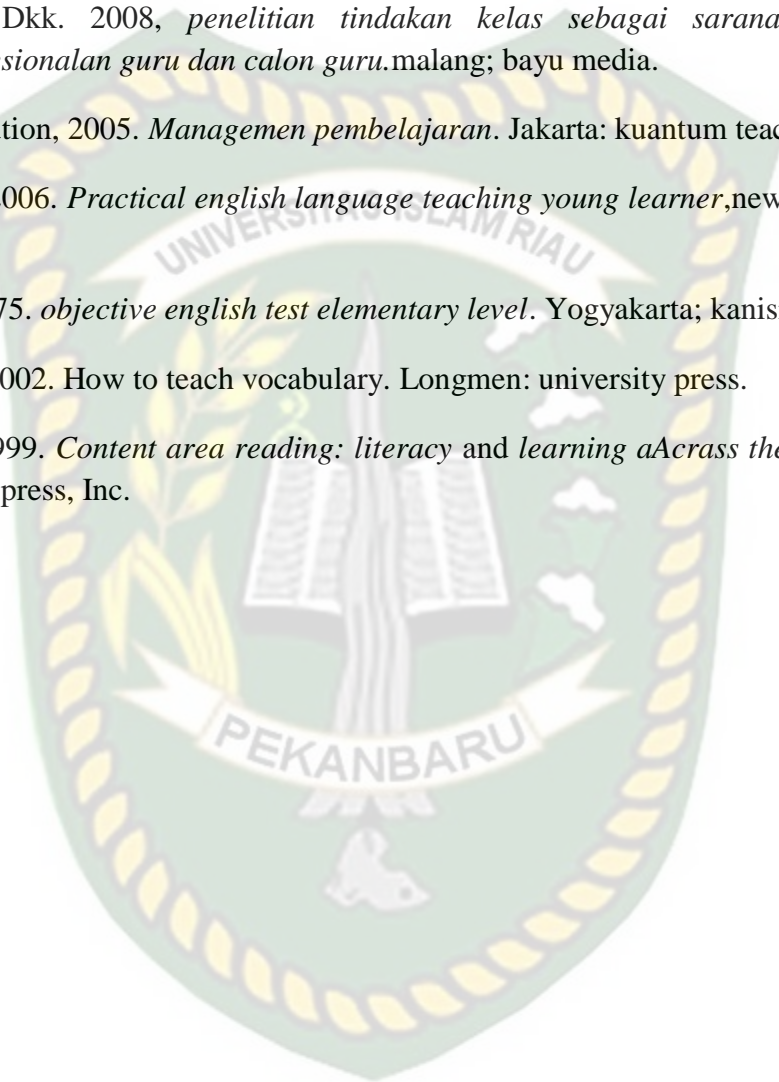 Dkk. 2008, penelitian tindakan kelas sebagai sarana
sionalan guru dan calon guru.malang; bayu media.
tion, 2005. Managemen pembelajaran. Jakarta: kuantum teac
2006. Practical english language teaching young learner,new
75. objective english test elementary level. Yogyakarta; kanis
002. How to teach vocabulary. Longmen: university press.
999. Content area reading: literacy and learning aAcrass the
press, Inc.
UNIVERSITAS ISLAM RIAU
PEKANBARU